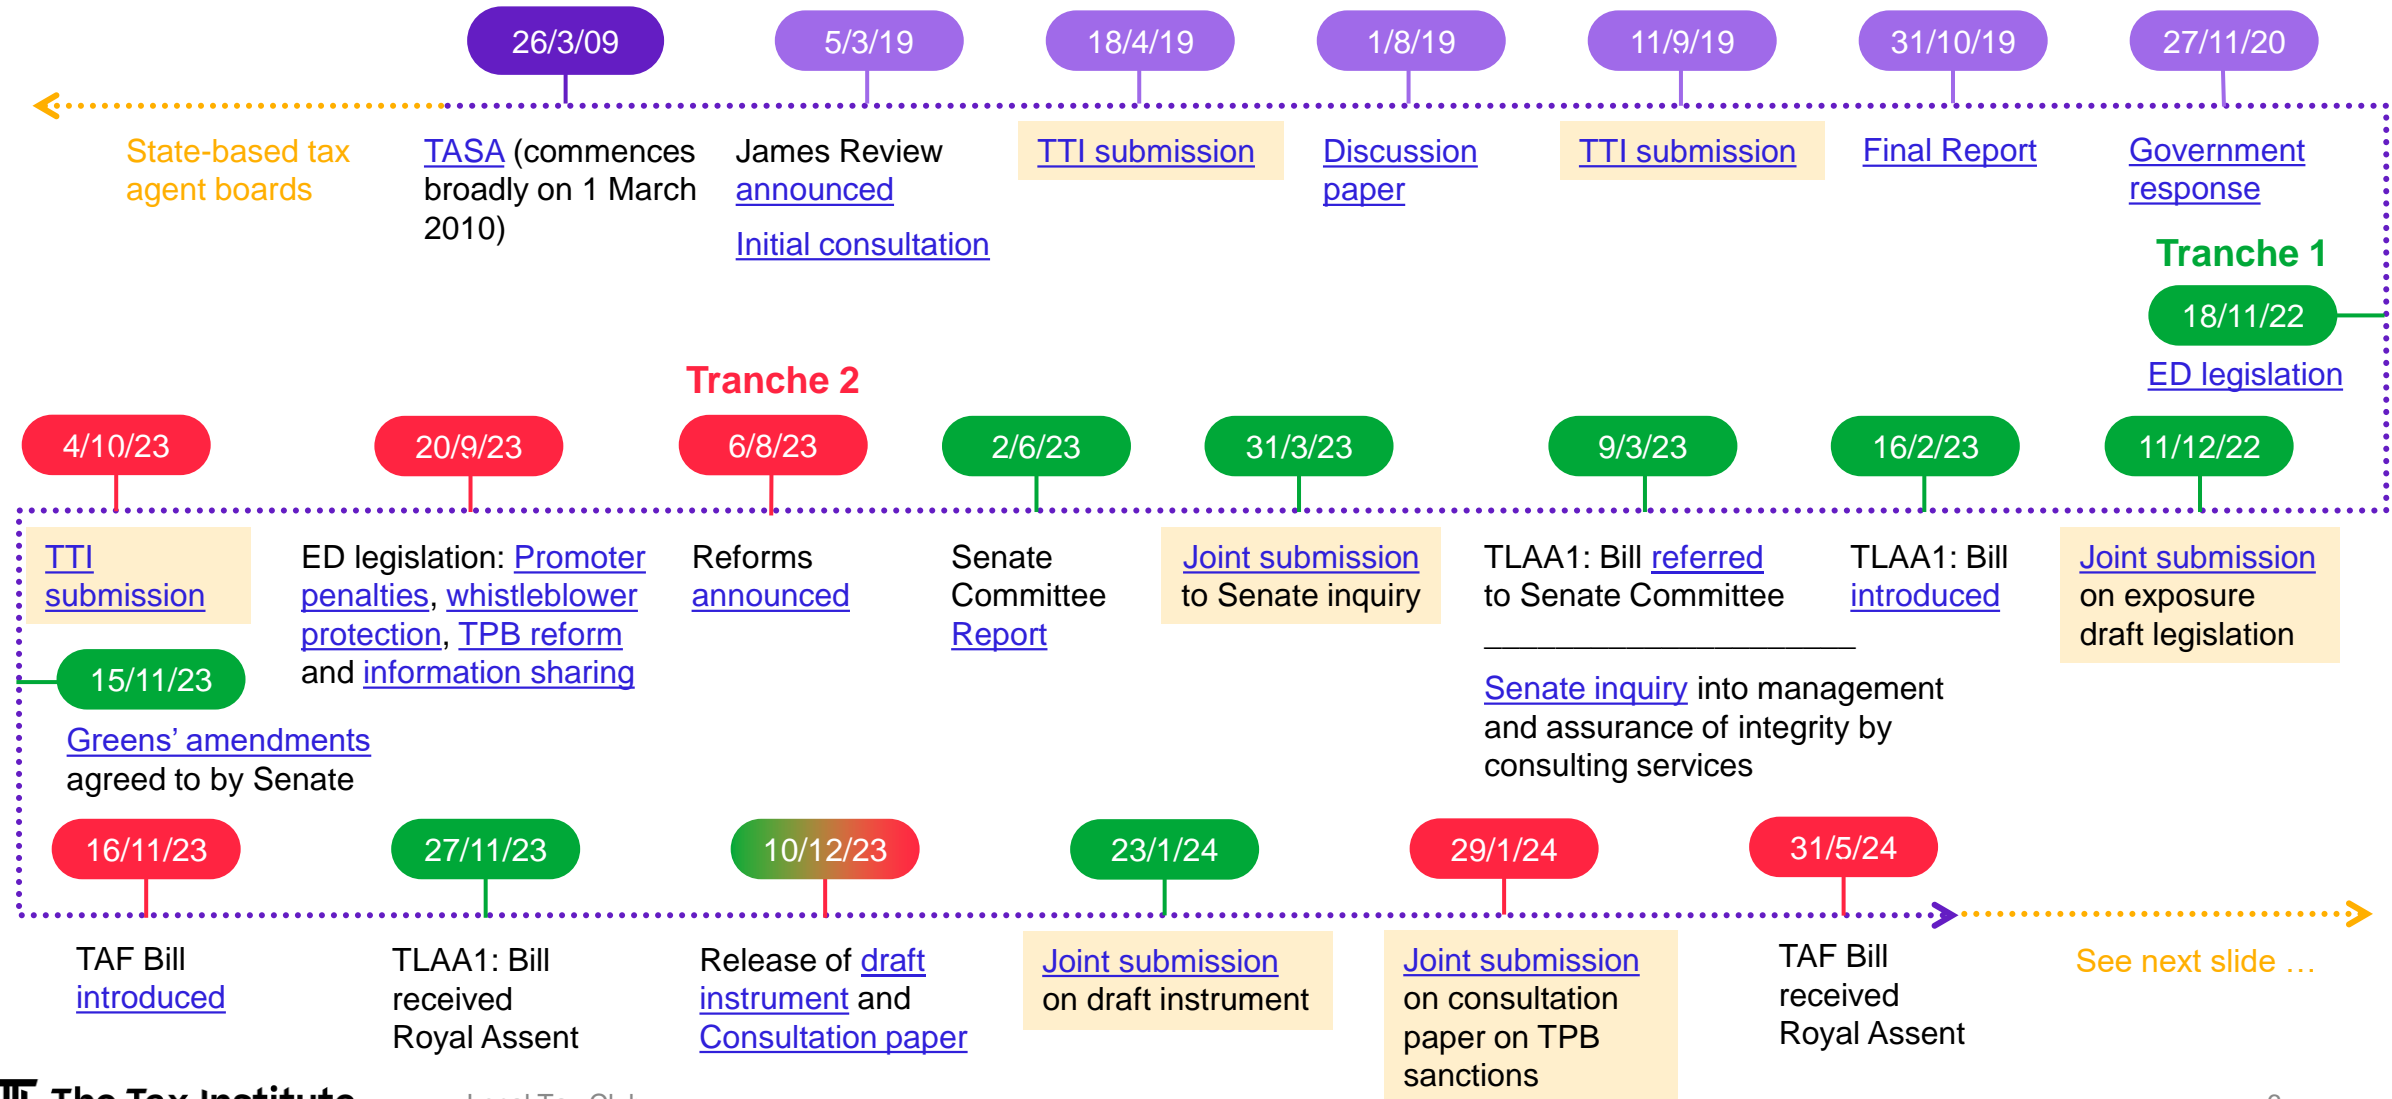 26/3/09
5/3/19
18/4/19
1/8/19
11/9/19
31/10/19
27/11/20
State-based tax
agent boards
TASA (commences
broadly on 1 March
2010)
James Review
announced
Initial consultation
TTI submission
Discussion
paper
TTI submission
Final Report
Government
response
Tranche 1
18/11/22
ED legislation
Tranche 2
4/10/23
20/9/23
6/8/23
2/6/23
31/3/23
9/3/23
16/2/23
11/12/22
TTI
submission
ED legislation: Promoter
penalties, whistleblower
protection, TPB reform
and information sharing
Reforms
announced
Senate
Committee
Report
Joint submission
to Senate inquiry
TLAA1: Bill referred
to Senate Committee
Senate inquiry into management
and assurance of integrity by
consulting services
TLAA1: Bill
introduced
Joint submission
on exposure
draft legislation
15/11/23
Greens’ amendments
agreed to by Senate
16/11/23
27/11/23
10/12/23
23/1/24
29/1/24
31/5/24
TAF Bill
introduced
TLAA1: Bill
received
Royal Assent
Release of draft
instrument and
Consultation paper
Joint submission
on draft instrument
Joint submission
on consultation
paper on TPB
sanctions
TAF Bill
received
Royal Assent
See next slide …
The Tax Institute